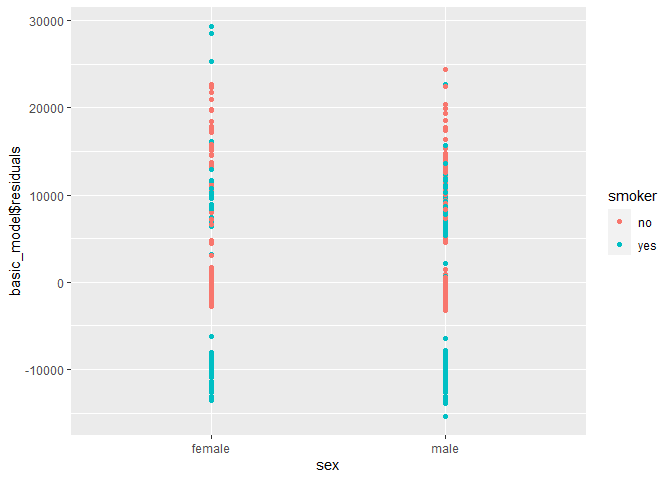 30000
20000
10000
0
-10000
basic_model$residuals
female
male
sex
smoker
no
yes